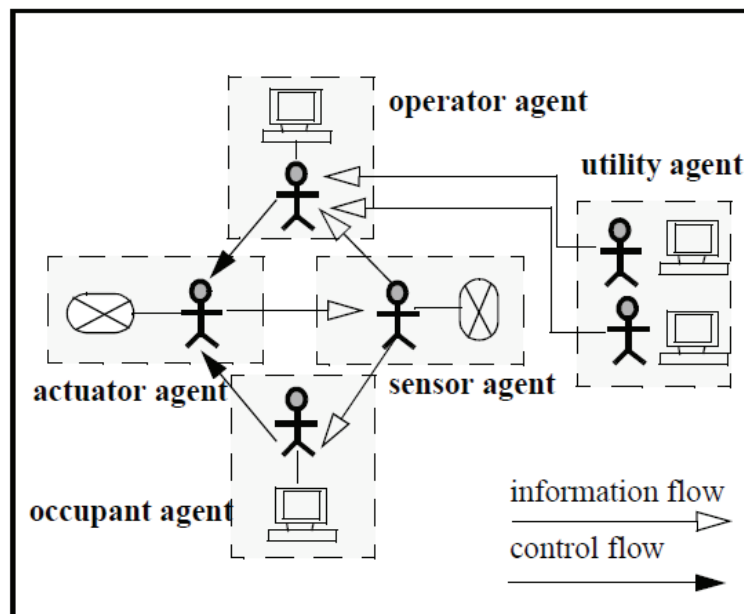 operator agent
utility agent
actuator agent
sensor agent
occupant agent
information flow
control flow